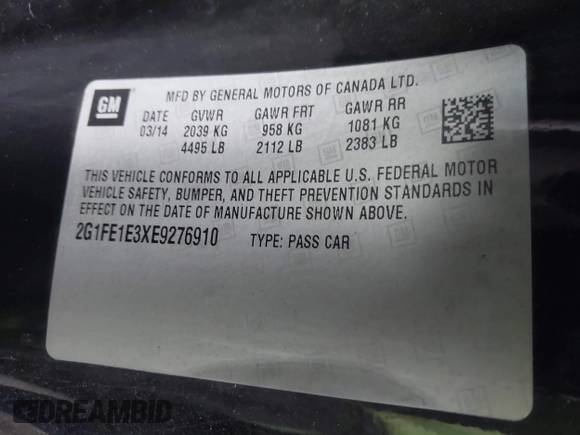 GM
MFD BY GENERAL MOTORS OF CANADA LTD.
DATE GVWR GAWR FRT GAWR RR
03/14 2039 KG 958 KG 1081 KG
4495 LB 2112 LB 2383 LB
THIS VEHICLE CONFORMS TO ALL APPLICABLE U.S. FEDERAL MOTOR
VEHICLE SAFETY, BUMPER, AND THEFT PREVENTION STANDARDS IN
EFFECT ON THE DATE OF MANUFACTURE SHOWN ABOVE.
2G1FE1E3XE9276910 TYPE: PASS CAR
DREAMBID